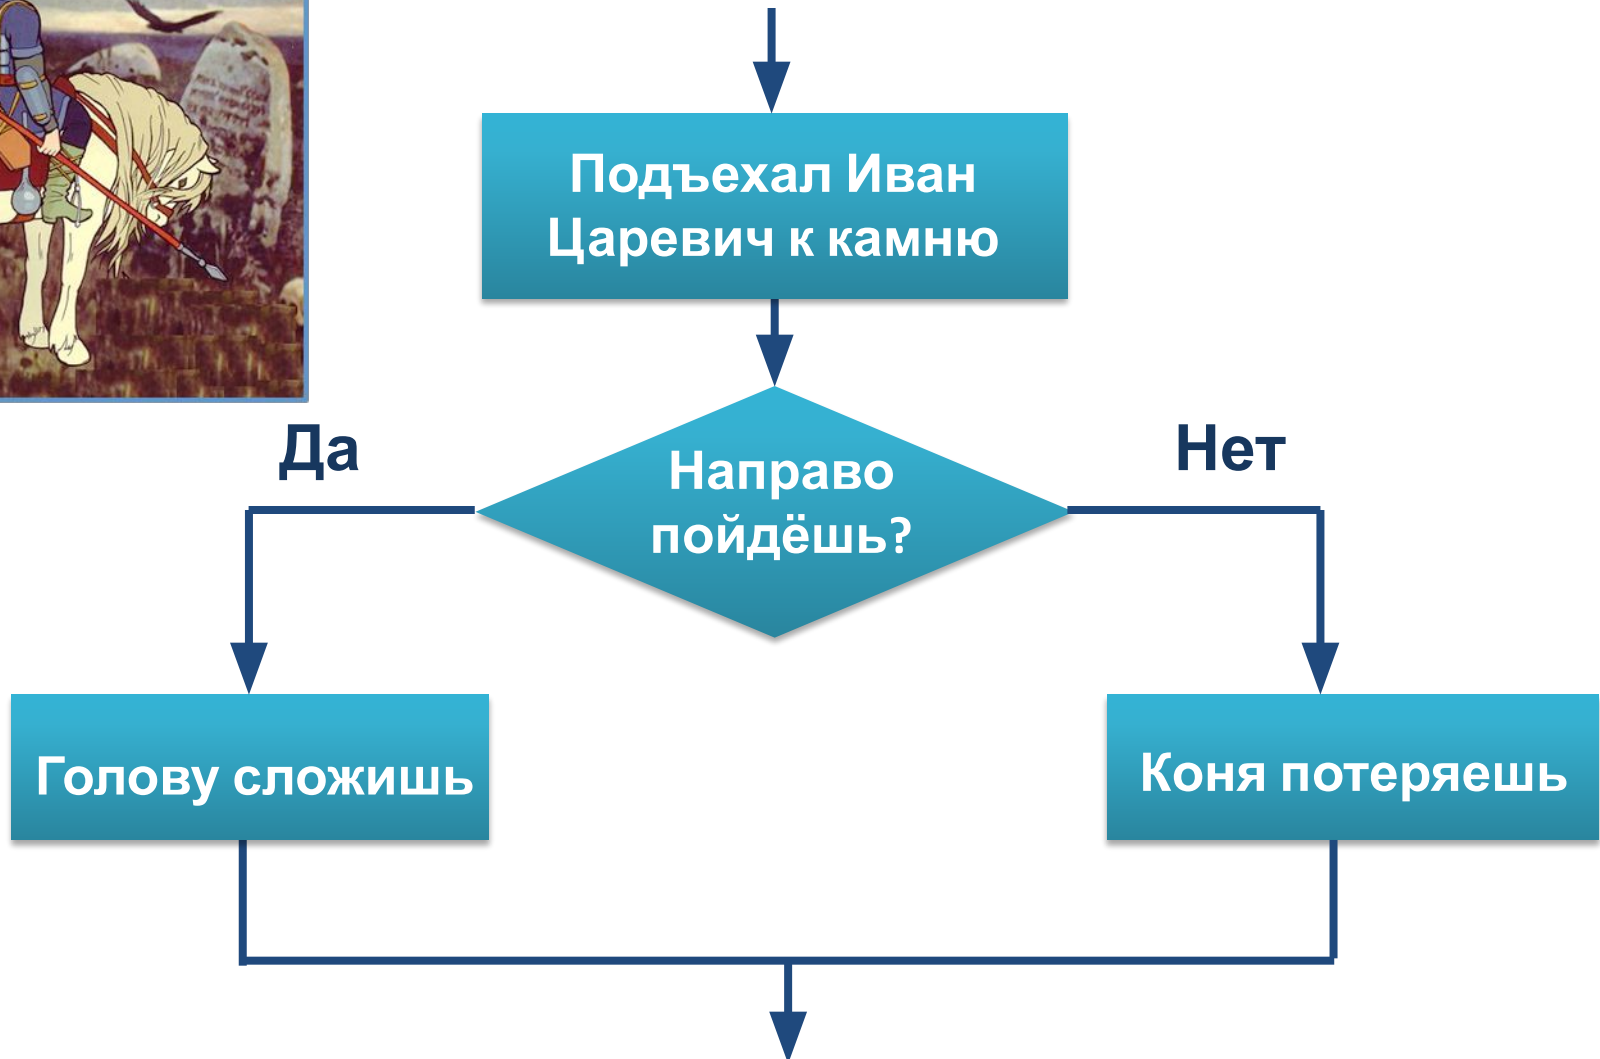 Подъехал Иван
Царевич к камню
Да
Нет
Направо
пойдёшь?
Голову сложишь
Коня потеряешь